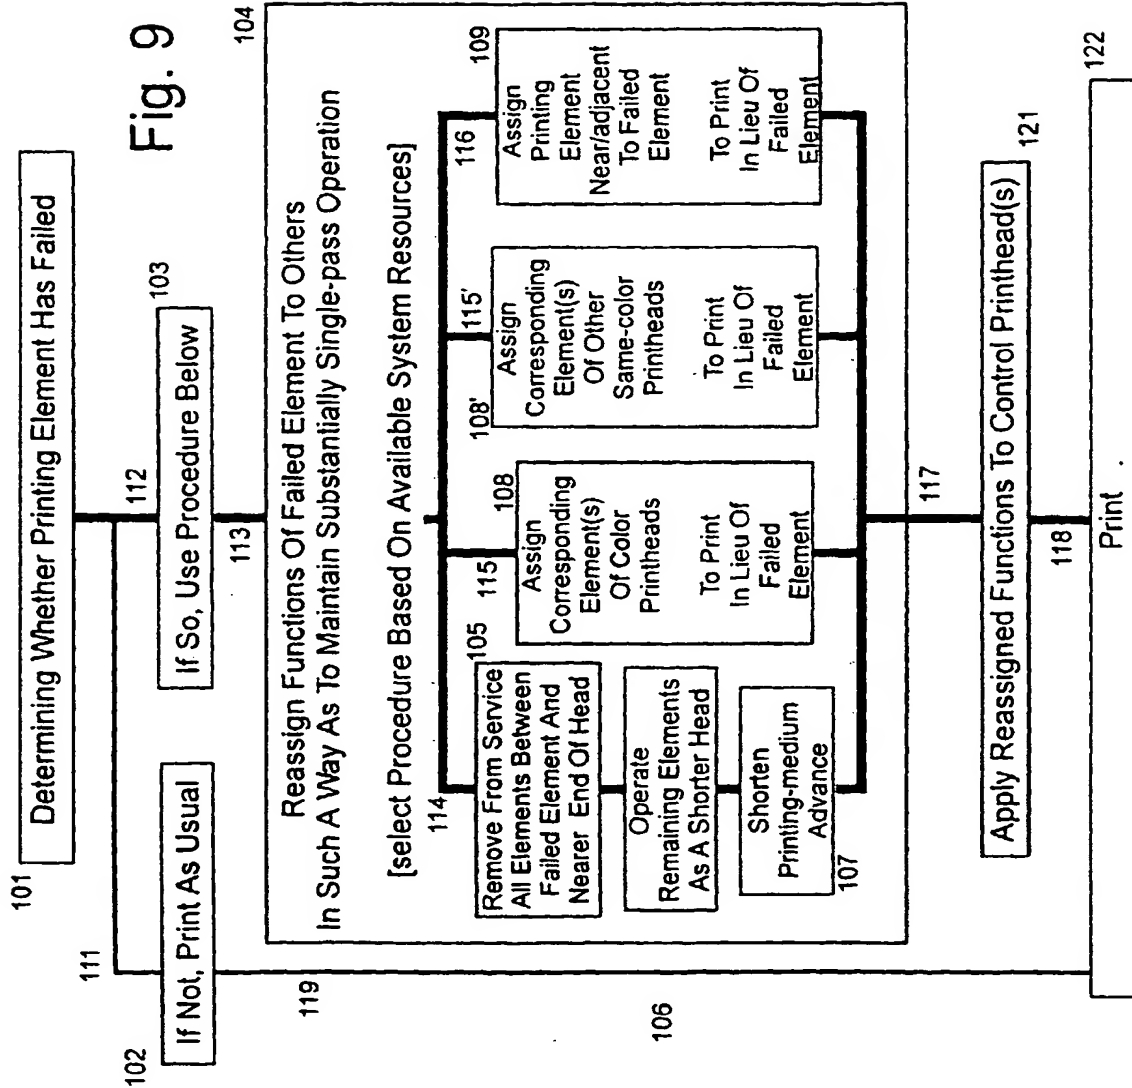 Fig. 9
101
Determining Whether Printing Element Has Failed
111
112
102
If Not, Print As Usual
103
If So, Use Procedure Below
119
113
104
Reassign Functions Of Failed Element To Others
In Such A Way As To Maintain Substantially Single-pass Operation
[select Procedure Based On Available System Resources]
114
105
Remove From Service
All Elements Between
Failed Element And
Nearer End Of Head
Operate
Remaining Elements
As A Shorter Head
106
Shorten
Printing-medium
Advance
107
115
108
Assign
Corresponding
Element(s)
Of Color
Printheads
To Print
In Lieu Of
Failed
Element
115'
108'
Assign
Corresponding
Element(s)
Of Other
Same-color
Printheads
To Print
In Lieu Of
Failed
Element
116
109
Assign
Printing
Element
Near/adjacent
To Failed
Element
To Print
In Lieu Of
Failed
Element
117
Apply Reassigned Functions To Control Printhead(s)
121
118
Print
122